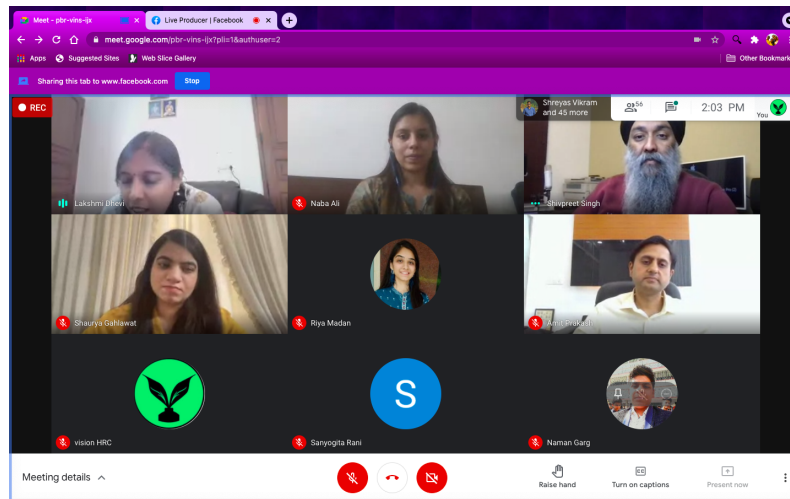 Meet - pbr-vins-ijx
Live Producer | Facebook
meet.google.com/pbr-vins-ijx?pli=1&authuser=2
Apps Suggested Sites Web Slice Gallery Other Bookmark
Sharing this tab to www.facebook.com Stop
REC
Shreyas Vikram
and 45 more
56
2:03 PM
You
Lakshmi Dhevi
Naba Ali
Shivpreet Singh
Shaurya Gahlawat
Riya Madan
Amit Prakash
S
vision HRC
Sanyogita Rani
Naman Garg
Meeting details
Raise hand
CC
Turn on captions
Present now